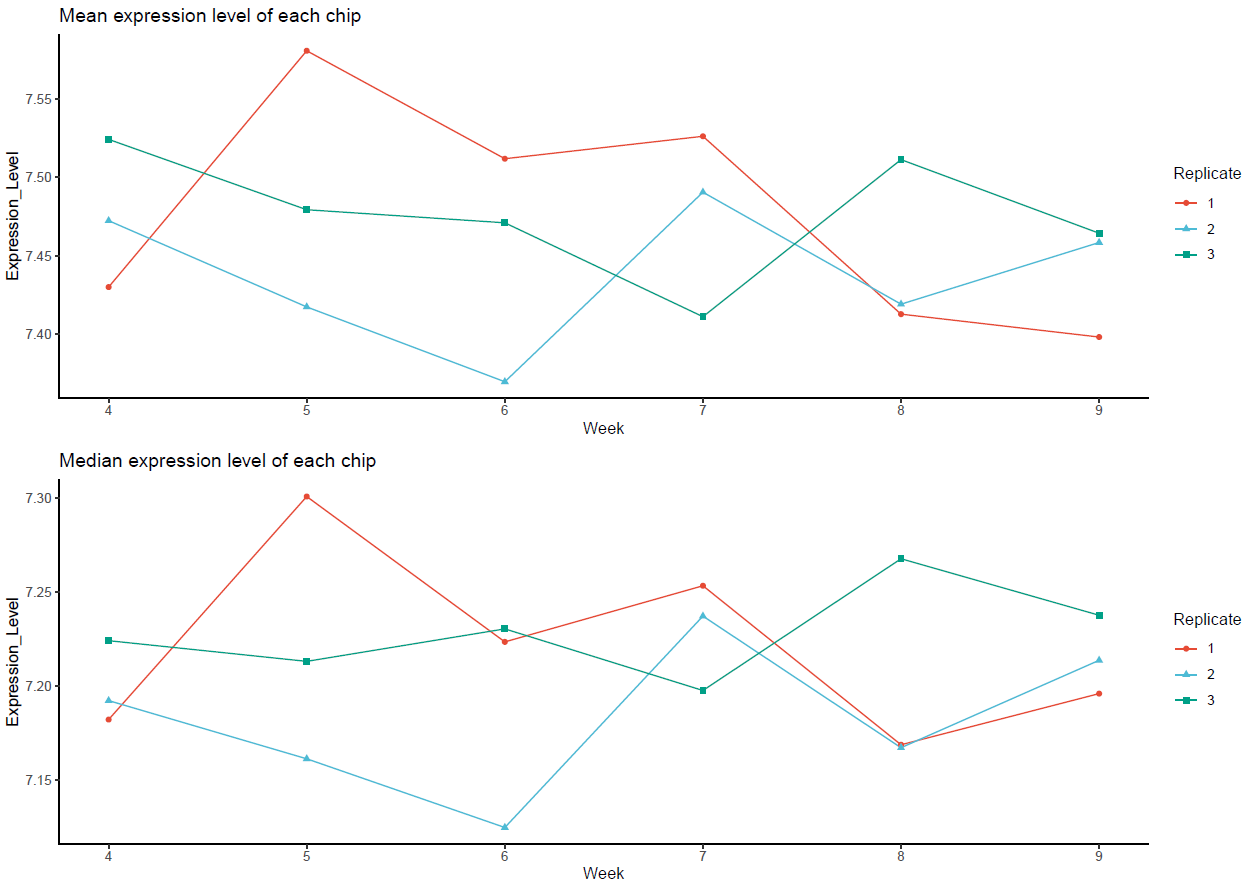 Mean expression level of each chip
Expression_Level
7.55
7.50
7.45
7.40
4 5 6 7 8 9
Week
Replicate
1
2
3
Median expression level of each chip
Expression_Level
7.30
7.25
7.20
7.15
4 5 6 7 8 9
Week
Replicate
1
2
3